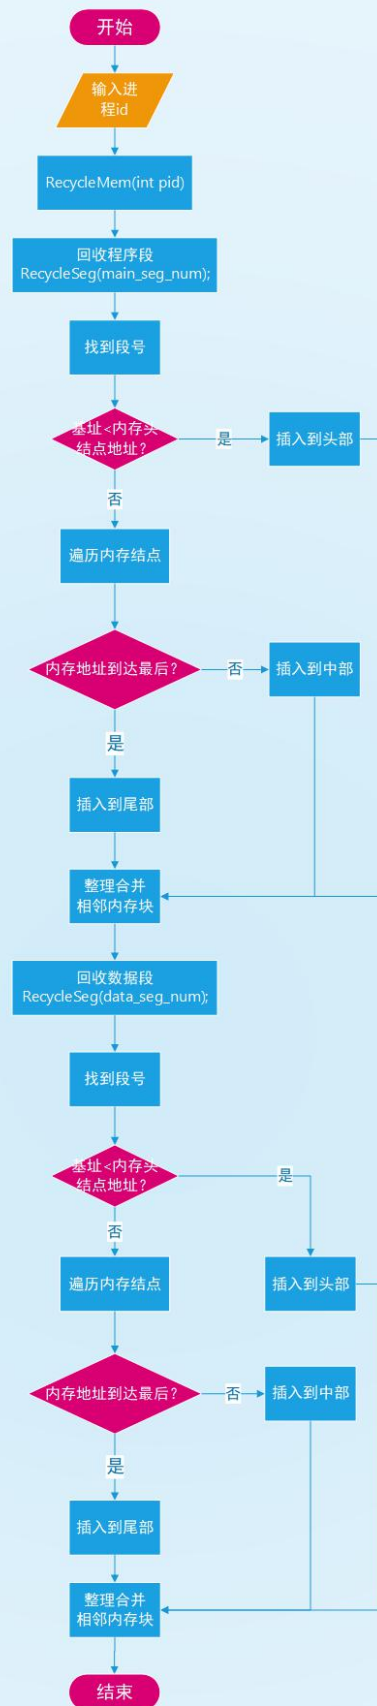 开始
输入进
程id
RecycleMem(int pid)
回收程序段
RecycleSeg(main_seg_num);
找到段号
基址<内存头
结点地址?
是
插入到头部
否
遍历内存结点
内存地址到达最后?
否
插入到中部
是
插入到尾部
整理合并
相邻内存块
回收数据段
RecycleSeg(data_seg_num);
找到段号
基址<内存头
结点地址?
是
否
遍历内存结点
插入到头部
内存地址到达最后?
否
插入到中部
是
插入到尾部
整理合并
相邻内存块
结束